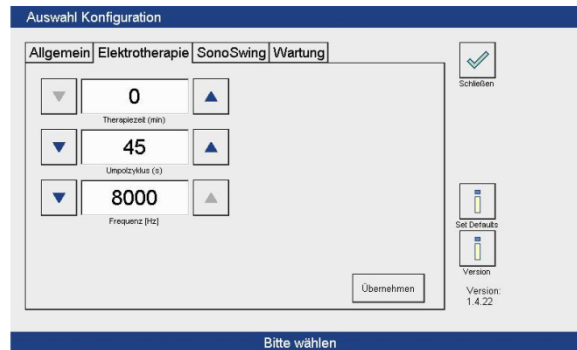 Auswahl Konfiguration
Allgemein Elektrotherapie SonoSwing Wartung
0
Therapiezeit (min)
45
Umpolzyklus (s)
8000
Frequenz [Hz]
Übernehmen
Schließen
Set Defaults
Version
Version:
1.4.22
Bitte wählen